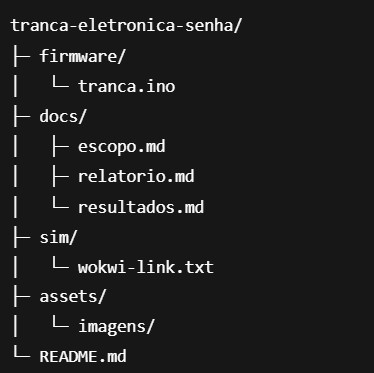 tranca-eletronica-senha/
├─ firmware/
│   └─ tranca.ino
├─ docs/
│   ├─ escopo.md
│   ├─ relatorio.md
│   └─ resultados.md
├─ sim/
│   └─ wokwi-link.txt
├─ assets/
│   └─ imagens/
└─ README.md